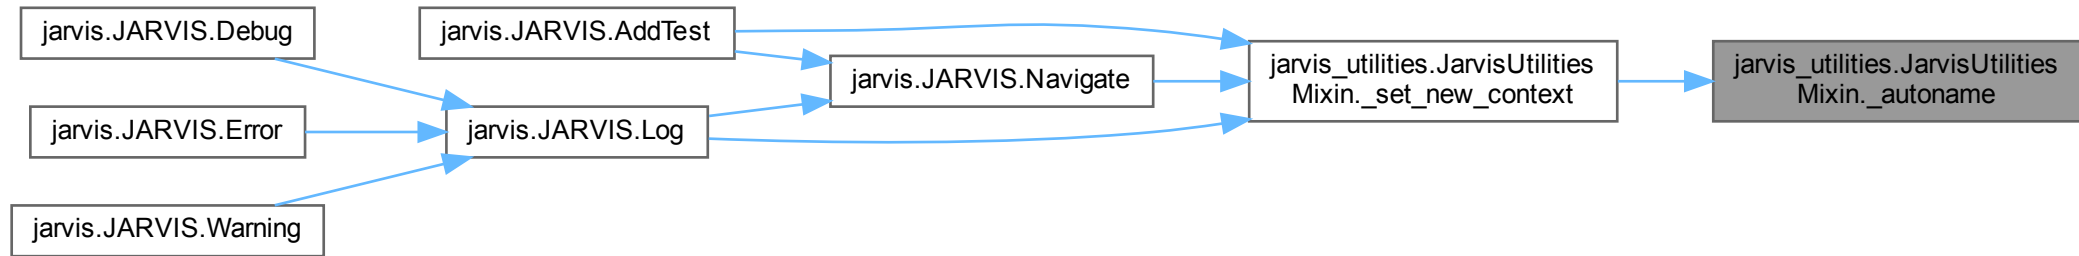 jarvis.JARVIS.Debug
jarvis.JARVIS.Error
jarvis.JARVIS.Warning
jarvis.JARVIS.AddTest
jarvis.JARVIS.Log
jarvis.JARVIS.Navigate
jarvis_utilities.JarvisUtilities
Mixin._set_new_context
jarvis_utilities.JarvisUtilities
Mixin._autoname